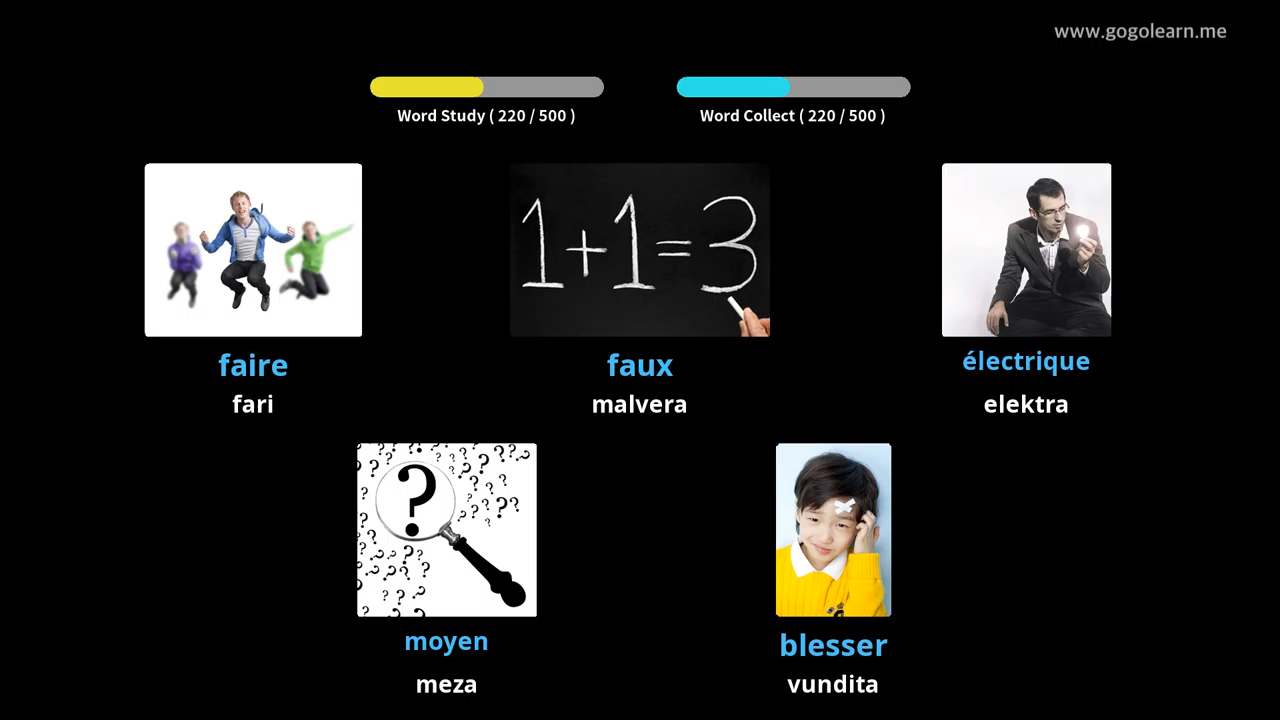 www.gogolearn.me
Word Study ( 220 / 500 )
Word Collect ( 220 / 500 )
1+1=3
faire
faux
électrique
fari
malvera
elektra
?
moyen
blesser
meza
vundita